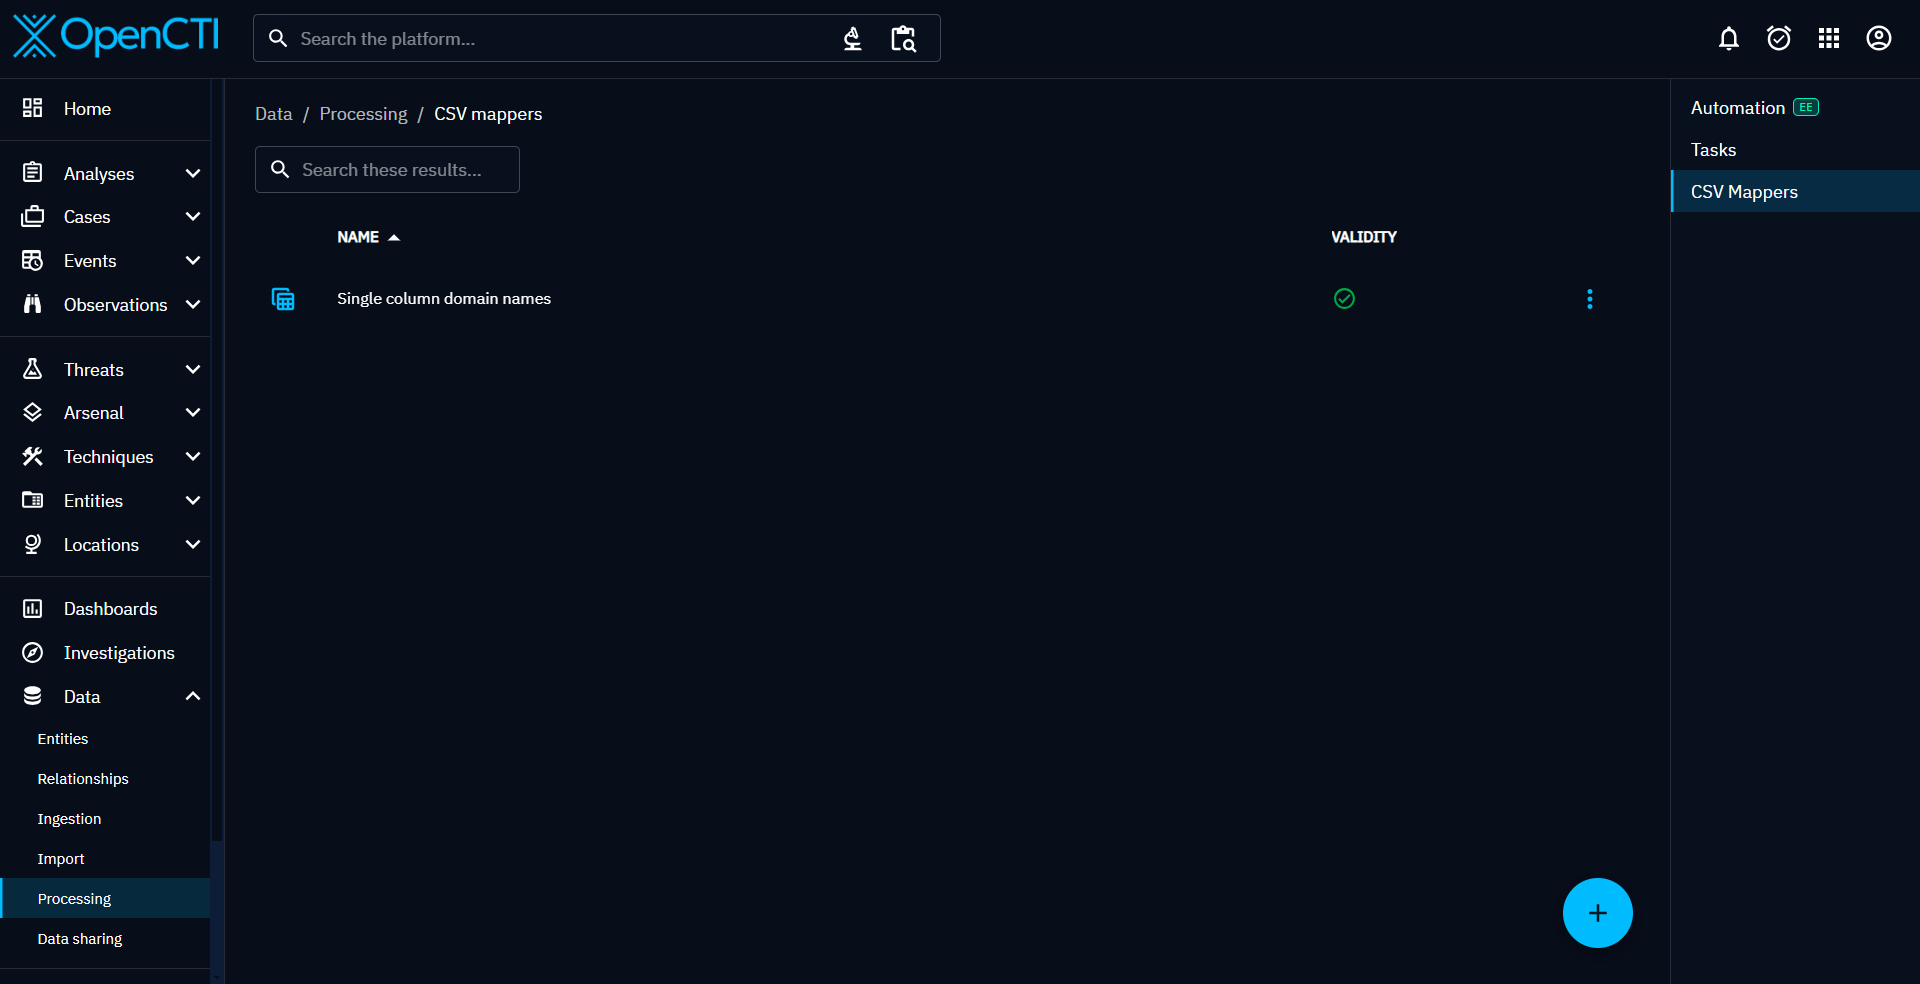 OpenCTI
Search the platform...
Home
Analyses
Cases
Events
Observations
Threats
Arsenal
Techniques
Entities
Locations
Dashboards
Investigations
Data
Entities
Relationships
Ingestion
Import
Processing
Data sharing
Data / Processing / CSV mappers
Search these results...
NAME VALIDITY
Single column domain names
Automation EE
Tasks
CSV Mappers